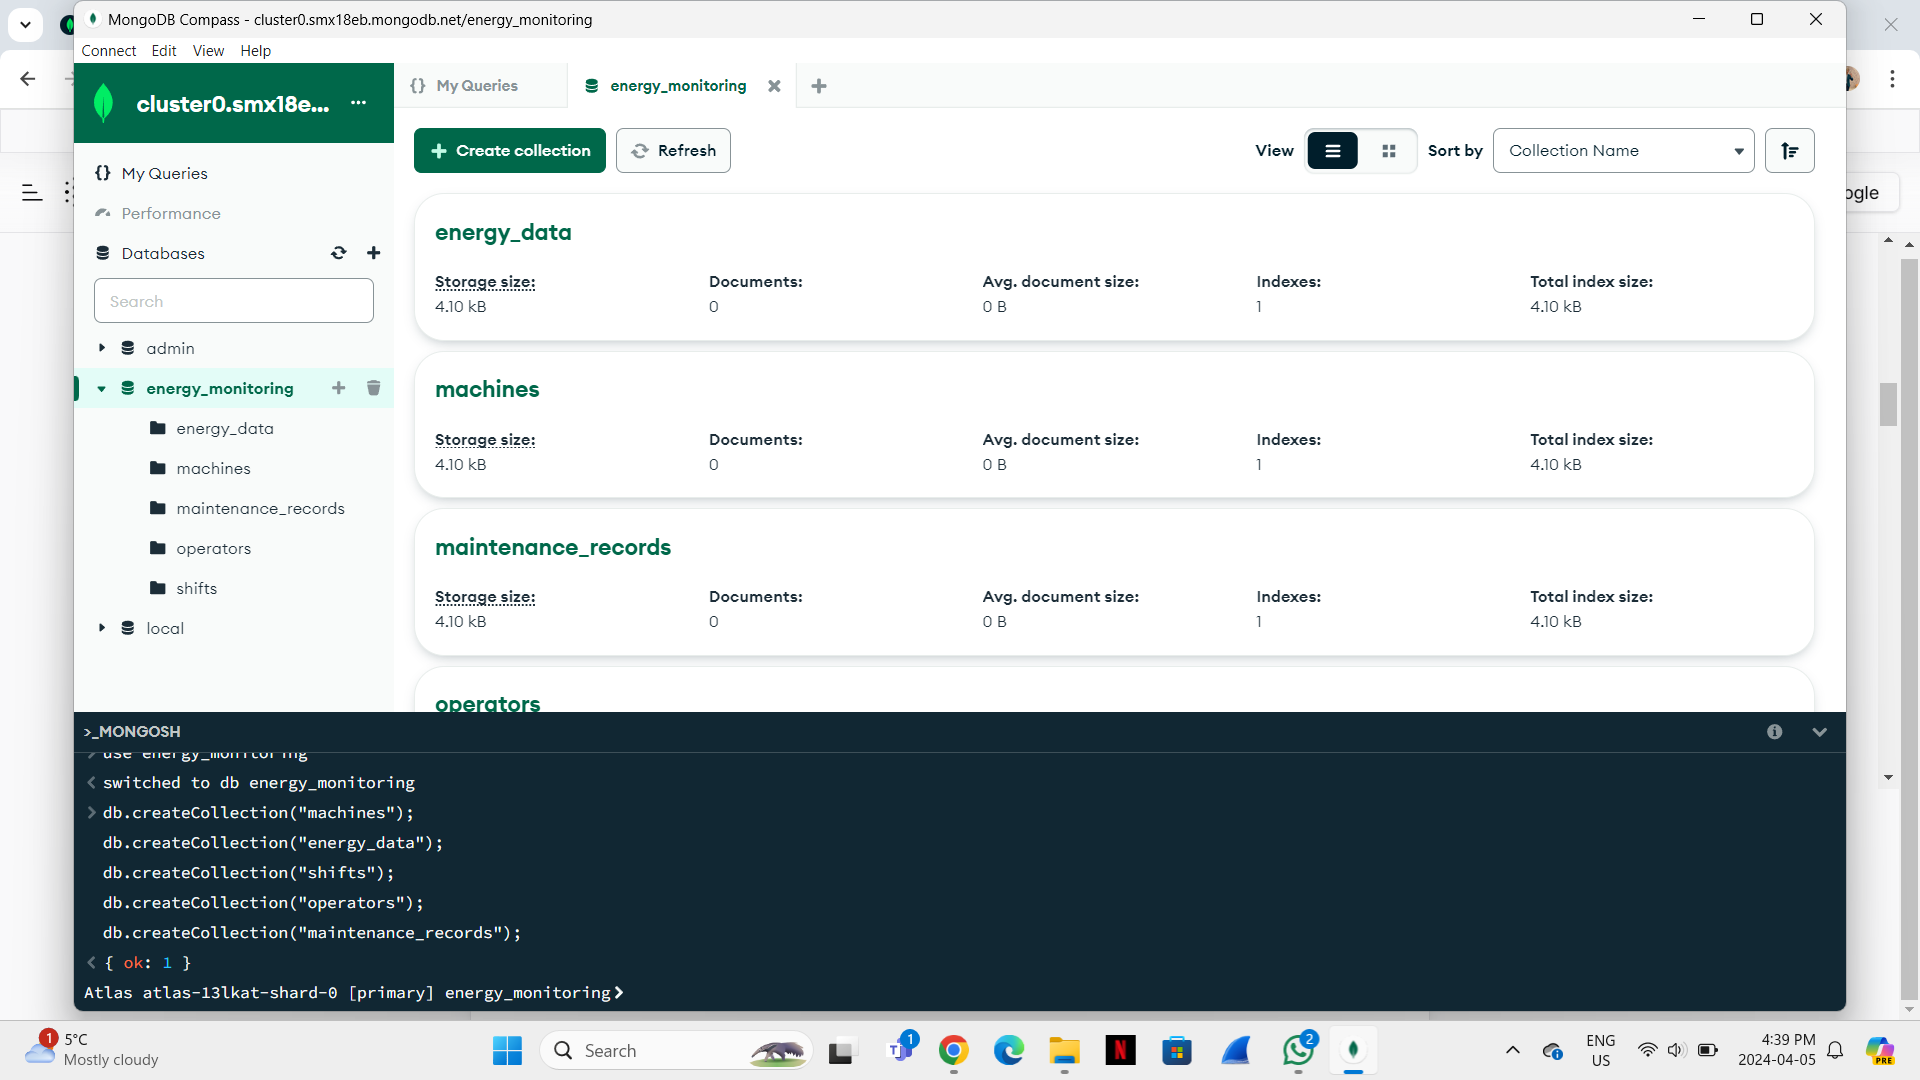 MongoDB Compass - cluster0.smx18eb.mongodb.net/energy_monitoring
Connect Edit View Help
cluster0.smx18e... ···
{} My Queries
energy_monitoring
My Queries
Performance
Databases
Search
admin
energy_monitoring
energy_data
machines
maintenance_records
operators
shifts
local
Create collection
Refresh
View
Sort by
Collection Name
energy_data
Storage size: Documents: Avg. document size: Indexes: Total index size:
4.10 kB 0 0 B 1 4.10 kB
machines
Storage size: Documents: Avg. document size: Indexes: Total index size:
4.10 kB 0 0 B 1 4.10 kB
maintenance_records
Storage size: Documents: Avg. document size: Indexes: Total index size:
4.10 kB 0 0 B 1 4.10 kB
operators
ogle
>_MONGOSH
> use energy_monitoring
< switched to db energy_monitoring
> db.createCollection("machines");
db.createCollection("energy_data");
db.createCollection("shifts");
db.createCollection("operators");
db.createCollection("maintenance_records");
< { ok: 1 }
Atlas atlas-13lkat-shard-0 [primary] energy_monitoring>
1
5°C
Mostly cloudy
Search
1
N
2
ENG
US
4:39 PM
2024-04-05
PRE